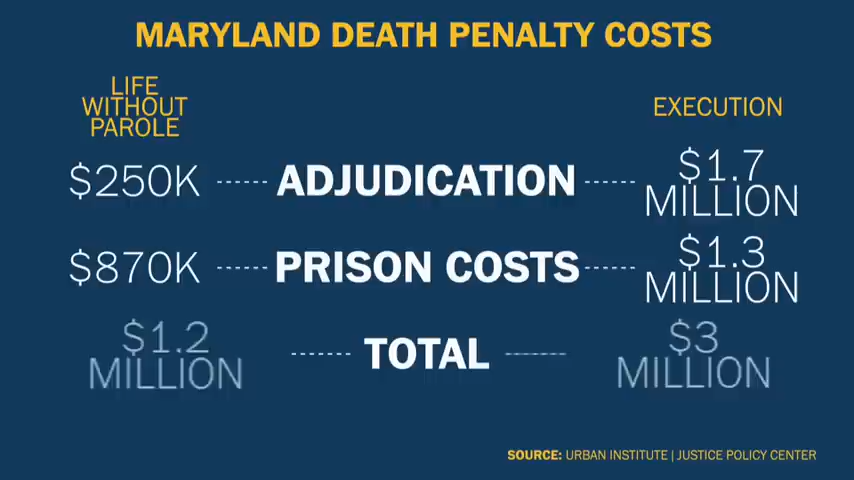 MARYLAND DEATH PENALTY COSTS
LIFE
WITHOUT
PAROLE
EXECUTION
$250K ADJUDICATION $1.7
MILLION
$870K PRISON COSTS $1.3
MILLION
$1.2
MILLION
TOTAL
$3
MILLION
SOURCE: URBAN INSTITUTE | JUSTICE POLICY CENTER